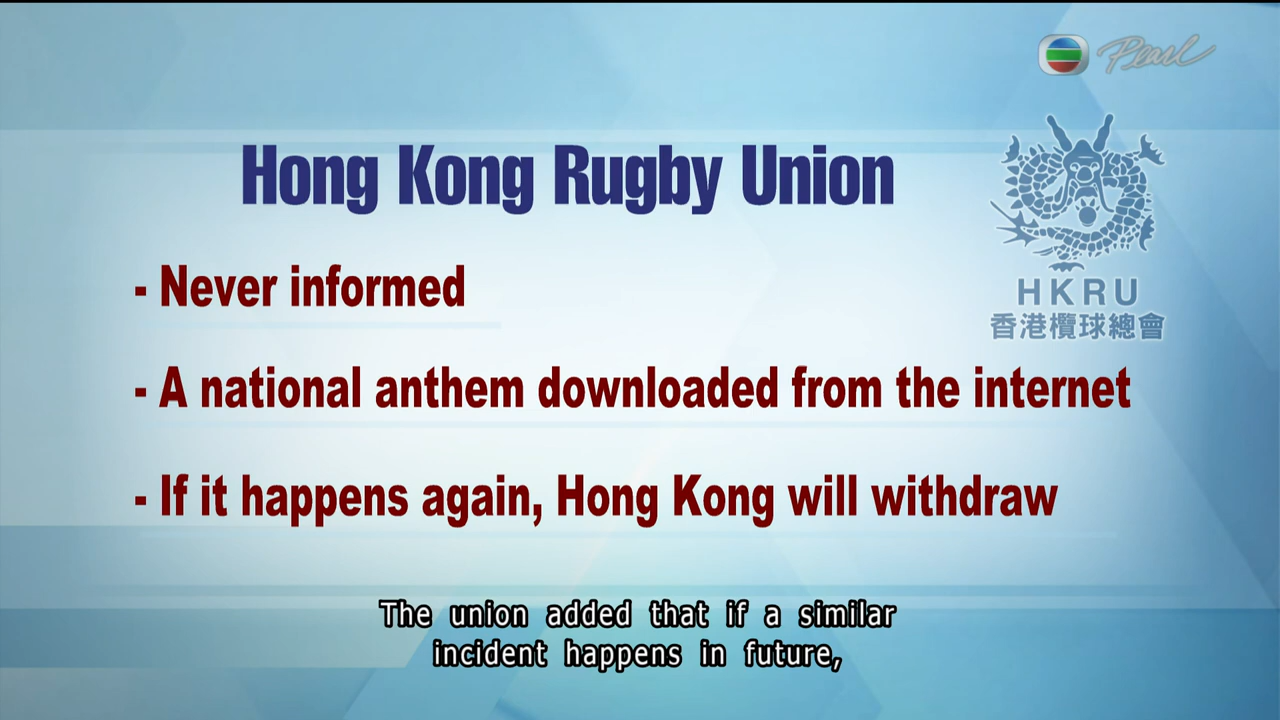 Pearl
Hong Kong Rugby Union
HKRU
香港欖球總會
- Never informed
- A national anthem downloaded from the internet
- If it happens again, Hong Kong will withdraw
The union added that if a similar
incident happens in future,